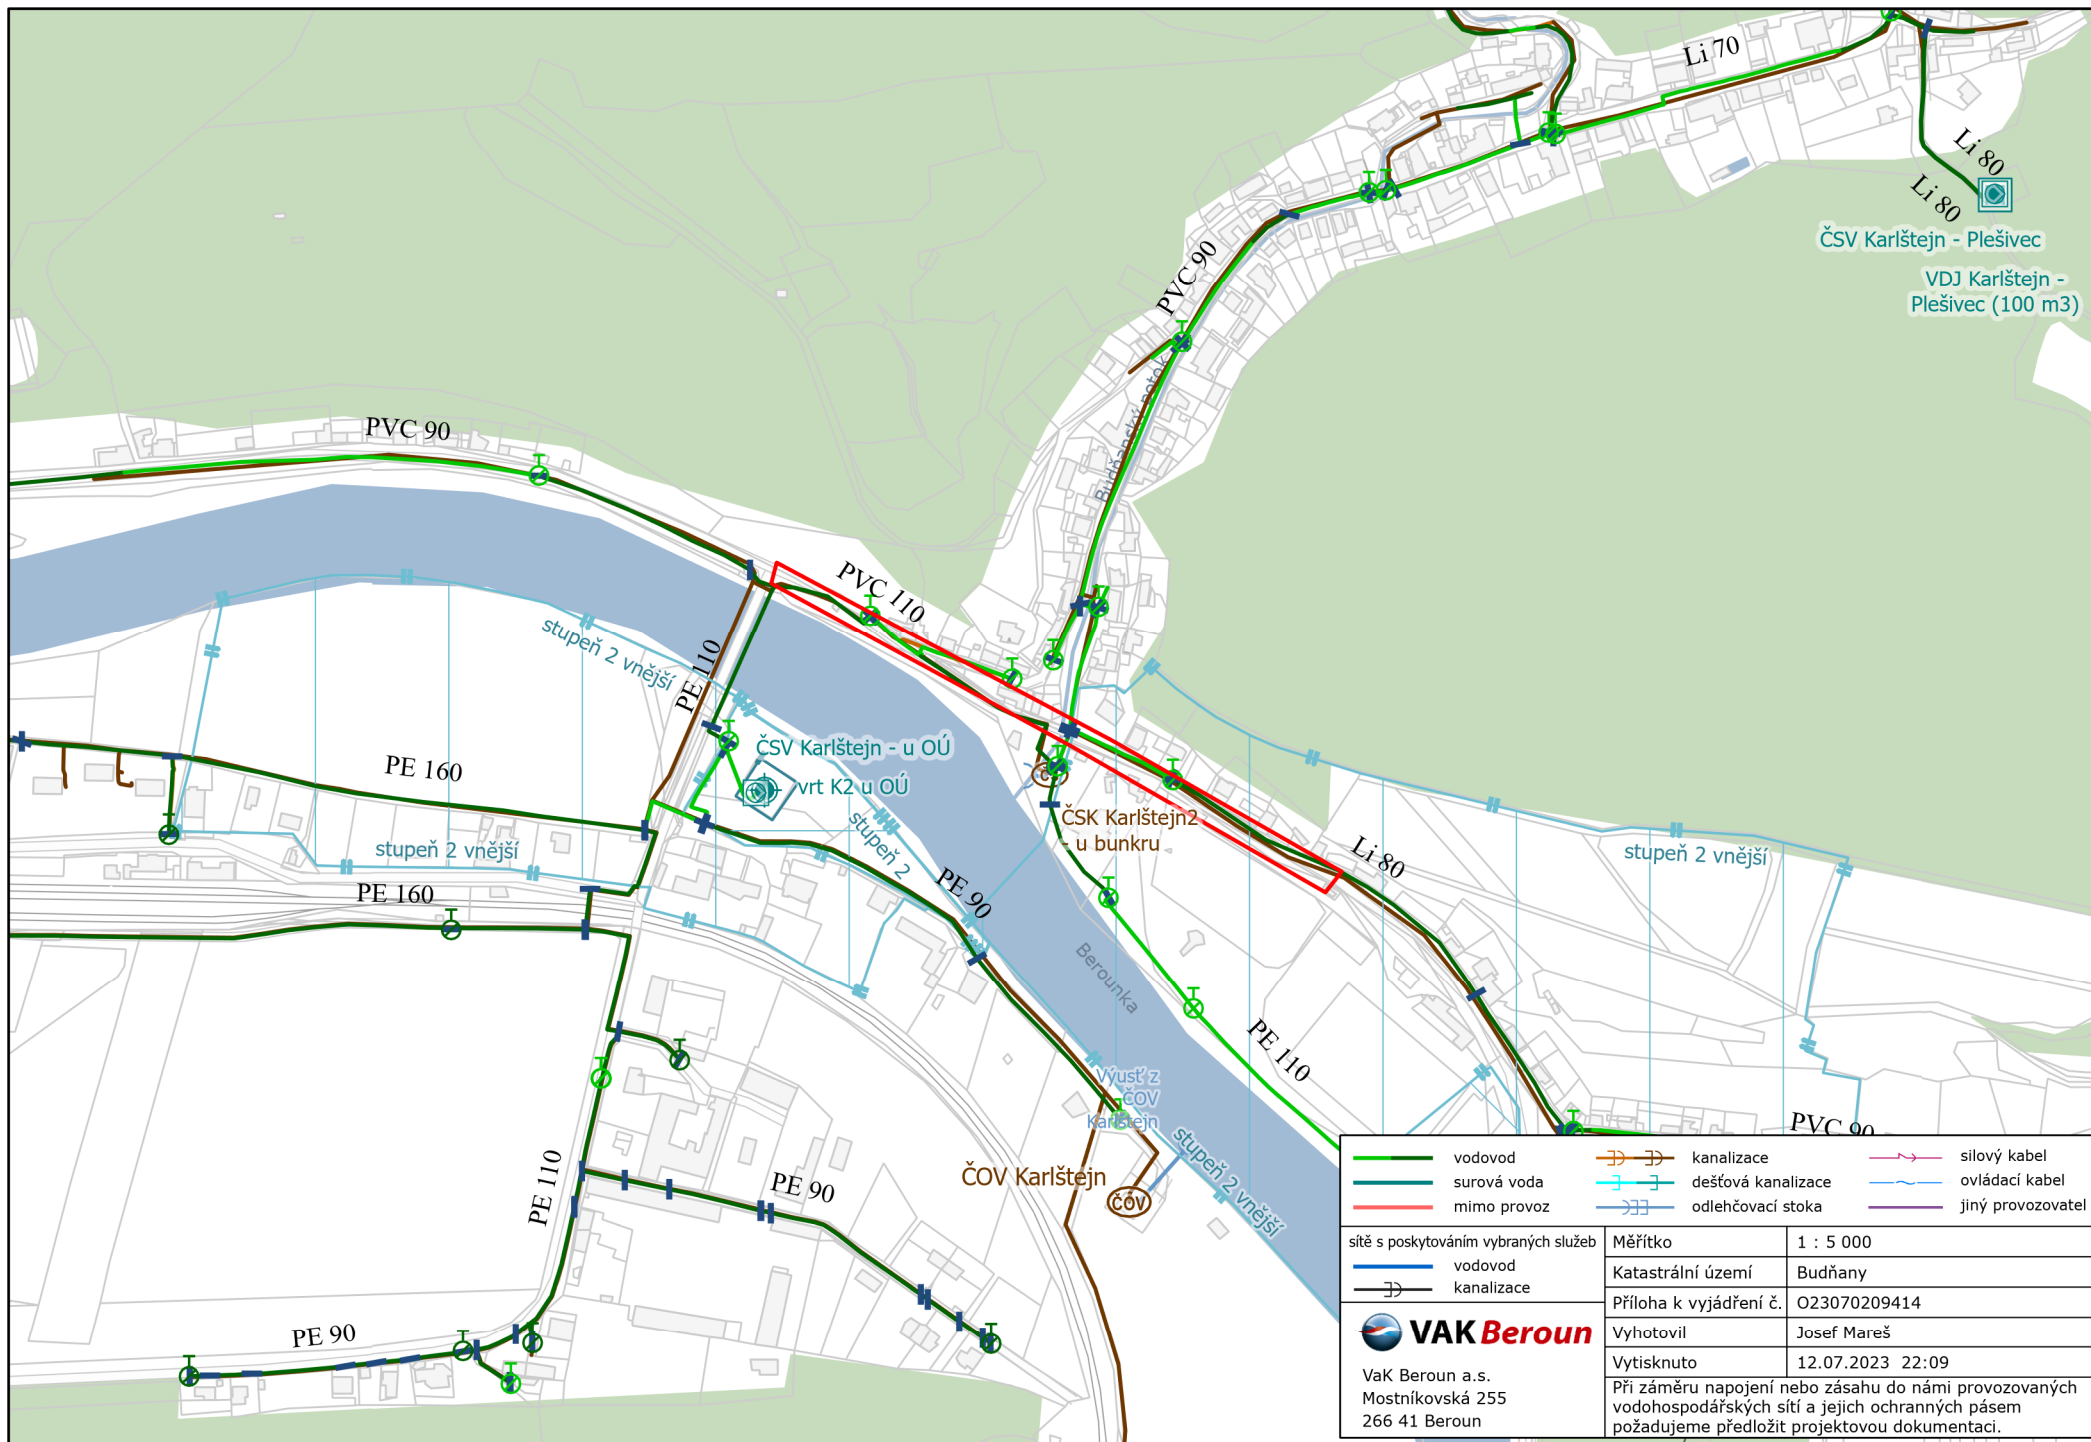 Li 70
Li 80
Li 80
ČSV Karlštejn - Plešivec
VDJ Karlštejn -
Plešivec (100 m3)
PVC 90
Budňanský potok
PVC 90
PVC 110
stupeň 2 vnější
PE 110
ČSV Karlštejn - u OÚ
vrt K2 u OÚ
PE 160
stupeň 2 vnější
stupeň 2
PE 160
PE 90
ČSK Karlštejn2
- u bunkru
Li 80
stupeň 2 vnější
Berounka
PE 110
Výusť z
ČOV
Karlštejn
stupeň 2 vnější
ČOV Karlštejn
ČOV
PVC 90
PE 110
PE 90
PE 90
vodovod
surová voda
mimo provoz
kanalizace
dešťová kanalizace
odlehčovací stoka
silový kabel
ovládací kabel
jiný provozovatel
sítě s poskytováním vybraných služeb
vodovod
kanalizace
Měřítko 1 : 5 000
Katastrální území Budňany
Příloha k vyjádření č. O23070209414
Vyhotovil Josef Mareš
Vytisknuto 12.07.2023 22:09
VAK Beroun
VaK Beroun a.s.
Mostníkovská 255
266 41 Beroun
Při záměru napojení nebo zásahu do námi provozovaných
vodohospodářských sítí a jejich ochranných pásem
požadujeme předložit projektovou dokumentaci.